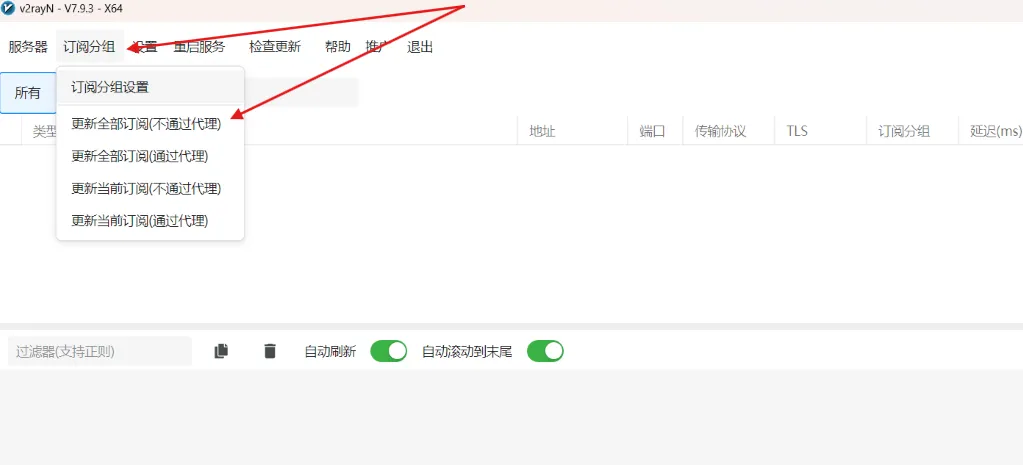 v2rayN - V7.9.3 - X64
服务器 订阅分组 设置 重启服务 检查更新 帮助 推广 退出
所有
订阅分组设置
更新全部订阅(不通过代理)
更新全部订阅(通过代理)
更新当前订阅(不通过代理)
更新当前订阅(通过代理)
类型 地址 端口 传输协议 TLS 订阅分组 延迟(ms)
过滤器(支持正则) 自动刷新 自动滚动到末尾